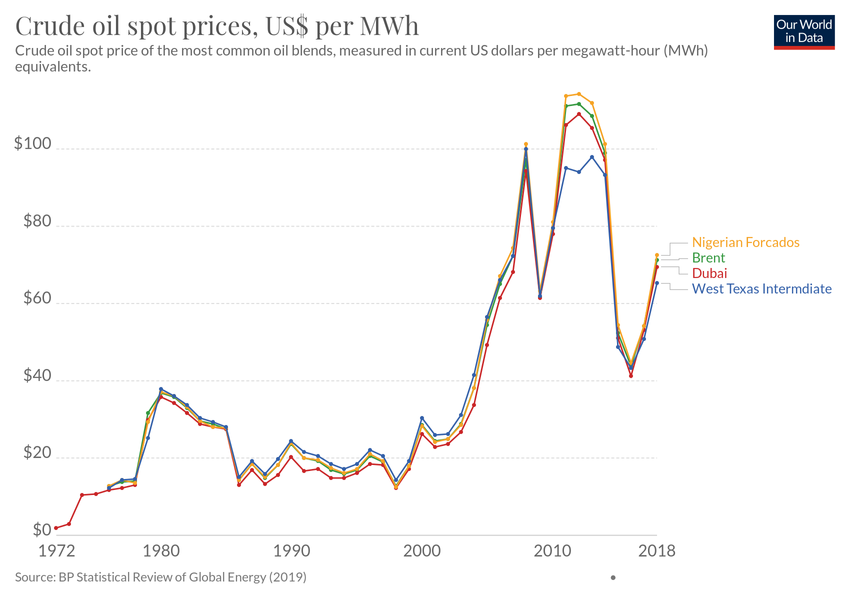 Crude oil spot prices, US$ per MWh
Our World
in Data
Crude oil spot price of the most common oil blends, measured in current US dollars per megawatt-hour (MWh)
equivalents.
$100
$80
$60
$40
$20
$0
Nigerian Forcados
Brent
Dubai
West Texas Intermdiate
1972
1980
1990
2000
2010
2018
Source: BP Statistical Review of Global Energy (2019)